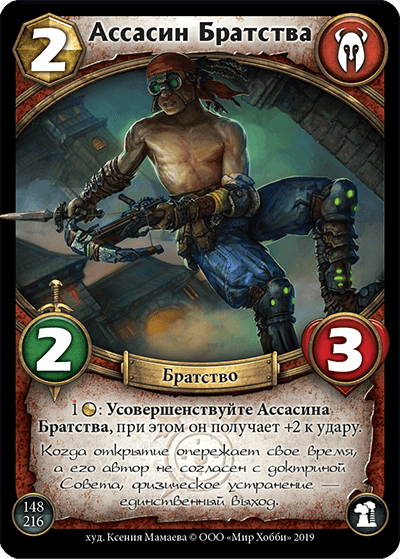 2
Ассасин Братства
2
3
Братство
1 : Усовершенствуйте Ассасина
Братства, при этом он получает +2 к удару.
Когда открытие опережает свое время,
а его автор не согласен с доктриной
Совета, физическое устранение —
единственный выход.
148
216
худ. Ксения Мамаева © ООО «Мир Хобби» 2019